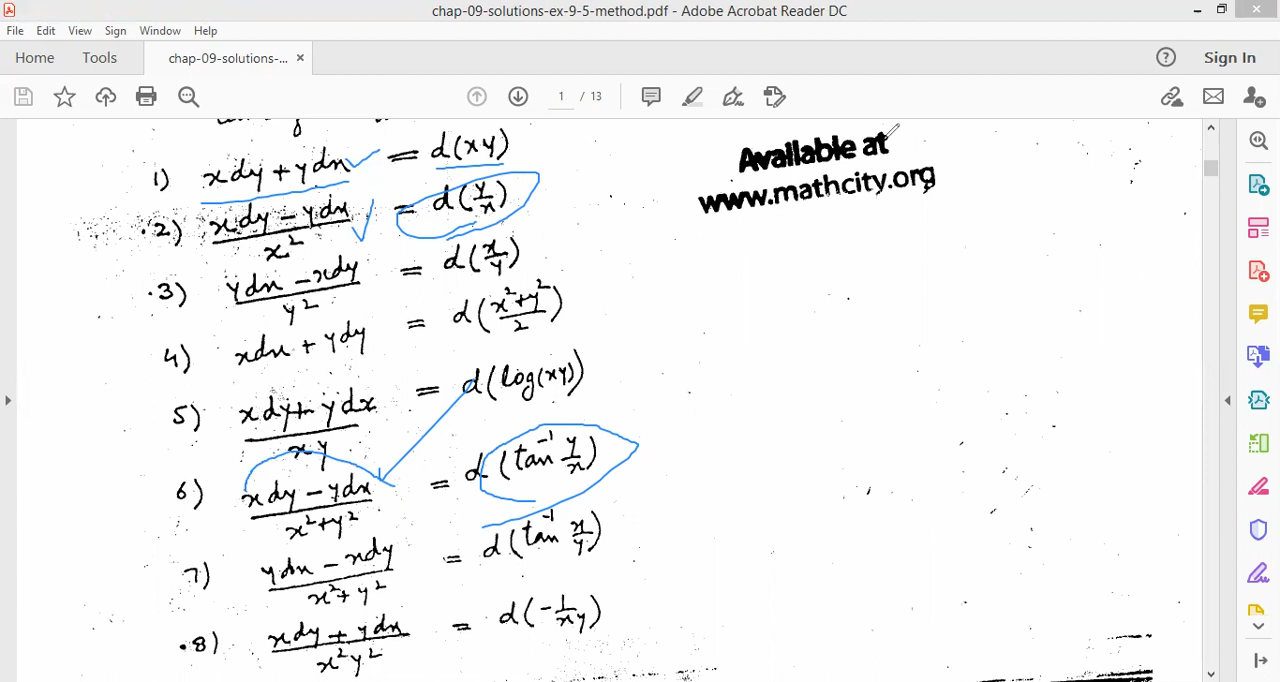 chap-09-solutions-ex-9-5-method.pdf - Adobe Acrobat Reader DC
File Edit View Sign Window Help
Home Tools chap-09-solutions-... × Sign In
1 / 13
Available at
www.mathcity.org
1) xdy + ydx = d(xy)
2) (xdy - ydx)/x² = d(y/x)
3) (ydx - xdy)/y² = d(x/y)
4) xdx + ydy = d((x²+y²)/2)
5) (xdy + ydx)/xy = d(log(xy))
6) (xdy - ydx)/(x²+y²) = d(tan⁻¹ y/x)
7) (ydx - xdy)/(x²+y²) = d(tan⁻¹ x/y)
8) (xdy + ydx)/x²y² = d(-1/xy)